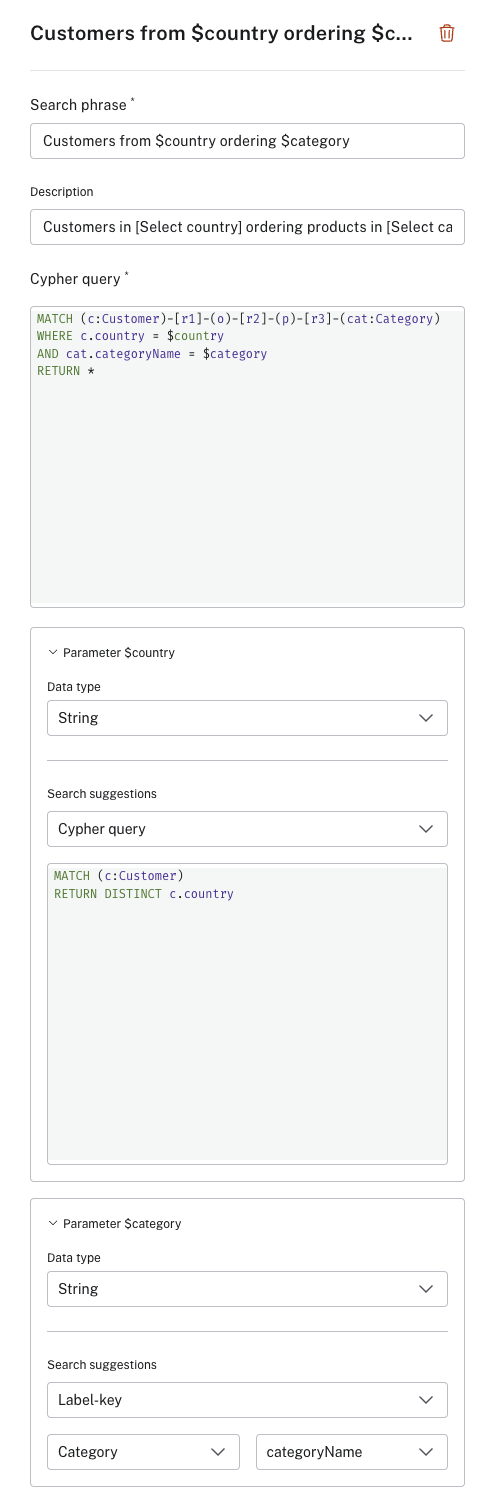 Customers from $country ordering $c...
Search phrase *
Customers from $country ordering $category
Description
Customers in [Select country] ordering products in [Select ca
Cypher query *
MATCH (c:Customer)-[r1]-(o)-[r2]-(p)-[r3]-(cat:Category)
WHERE c.country = $country
AND cat.categoryName = $category
RETURN *
Parameter $country
Data type
String
Search suggestions
Cypher query
MATCH (c:Customer)
RETURN DISTINCT c.country
Parameter $category
Data type
String
Search suggestions
Label-key
Category categoryName